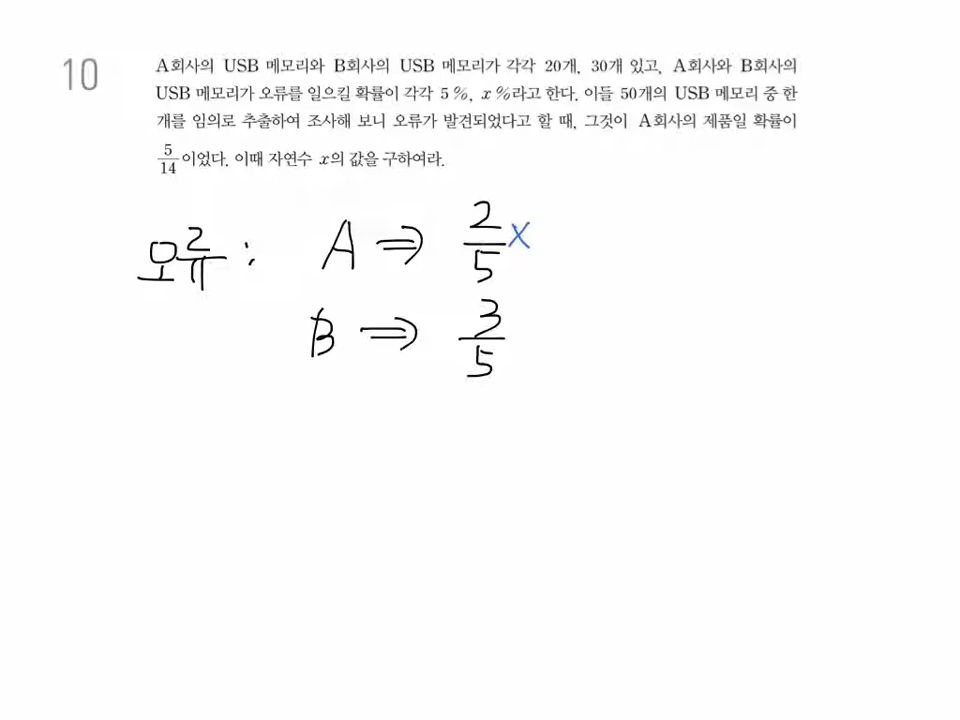 10
A회사의 USB 메모리와 B회사의 USB 메모리가 각각 20개, 30개 있고, A회사와 B회사의
USB 메모리가 오류를 일으킬 확률이 각각 5%, x%라고 한다. 이들 50개의 USB 메모리 중 한
개를 임의로 추출하여 조사해 보니 오류가 발견되었다고 할 때, 그것이 A회사의 제품일 확률이
5/14이었다. 이때 자연수 x의 값을 구하여라.
오류 : A ⇒ 2/5 ×
B ⇒ 3/5